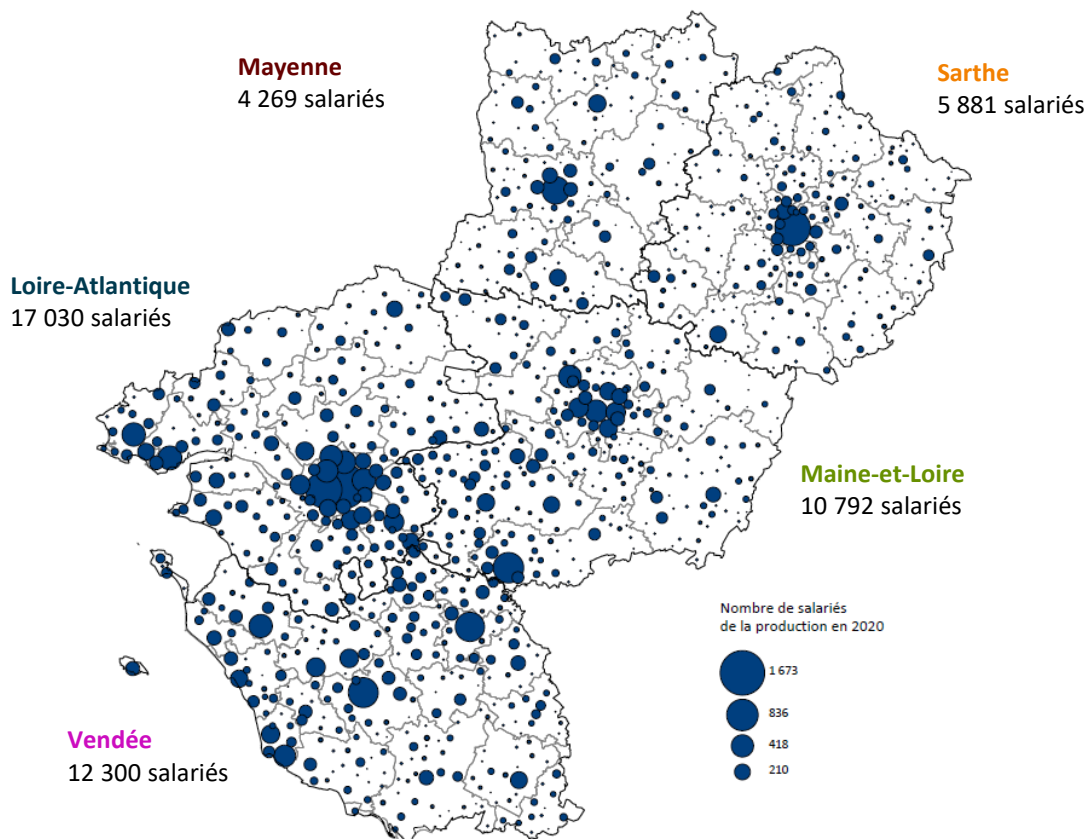 Mayenne
4 269 salariés
Sarthe
5 881 salariés
Loire-Atlantique
17 030 salariés
Maine-et-Loire
10 792 salariés
Vendée
12 300 salariés
Nombre de salariés
de la production en 2020
1 673
836
418
210